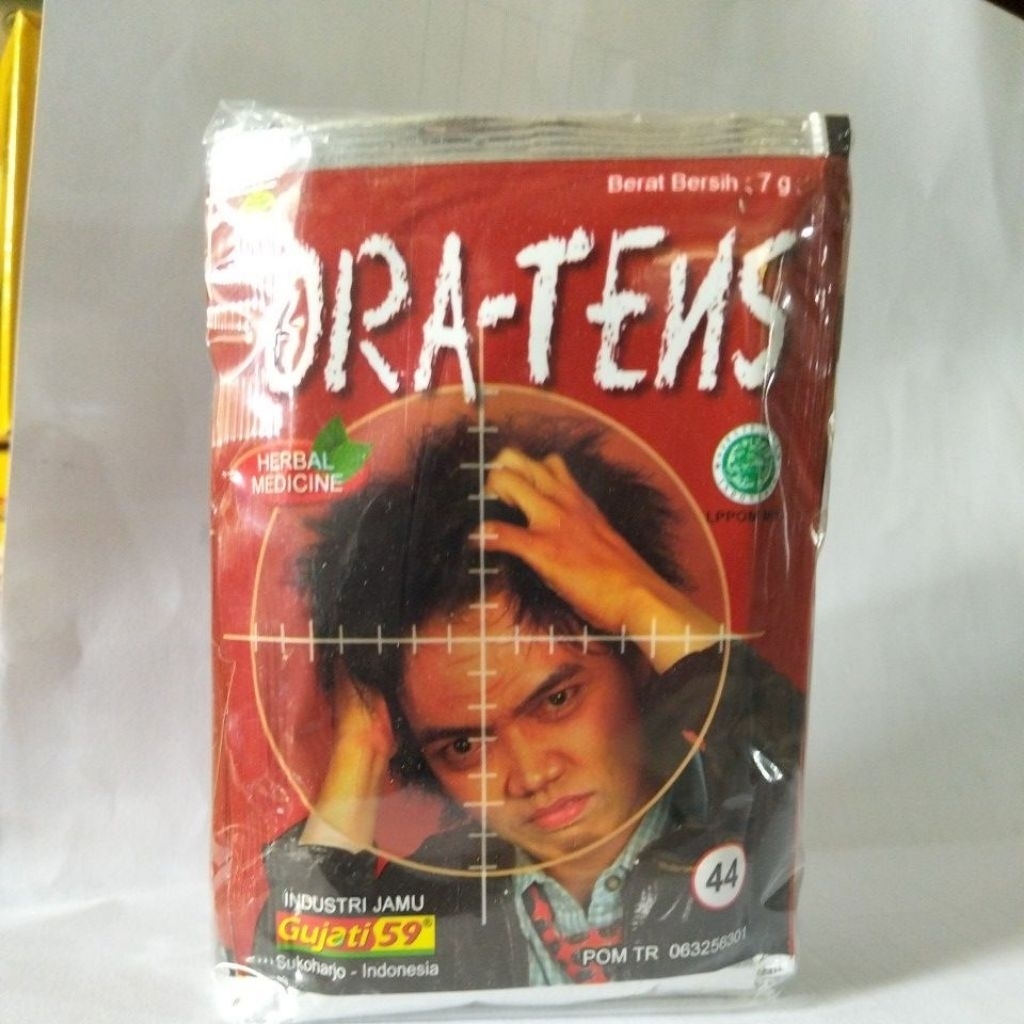 Berat Bersih : 7 g
ORA-TENS
HERBAL
MEDICINE
44
INDUSTRI JAMU
Gujati 59®
Sukoharjo - Indonesia
POM TR 063256301